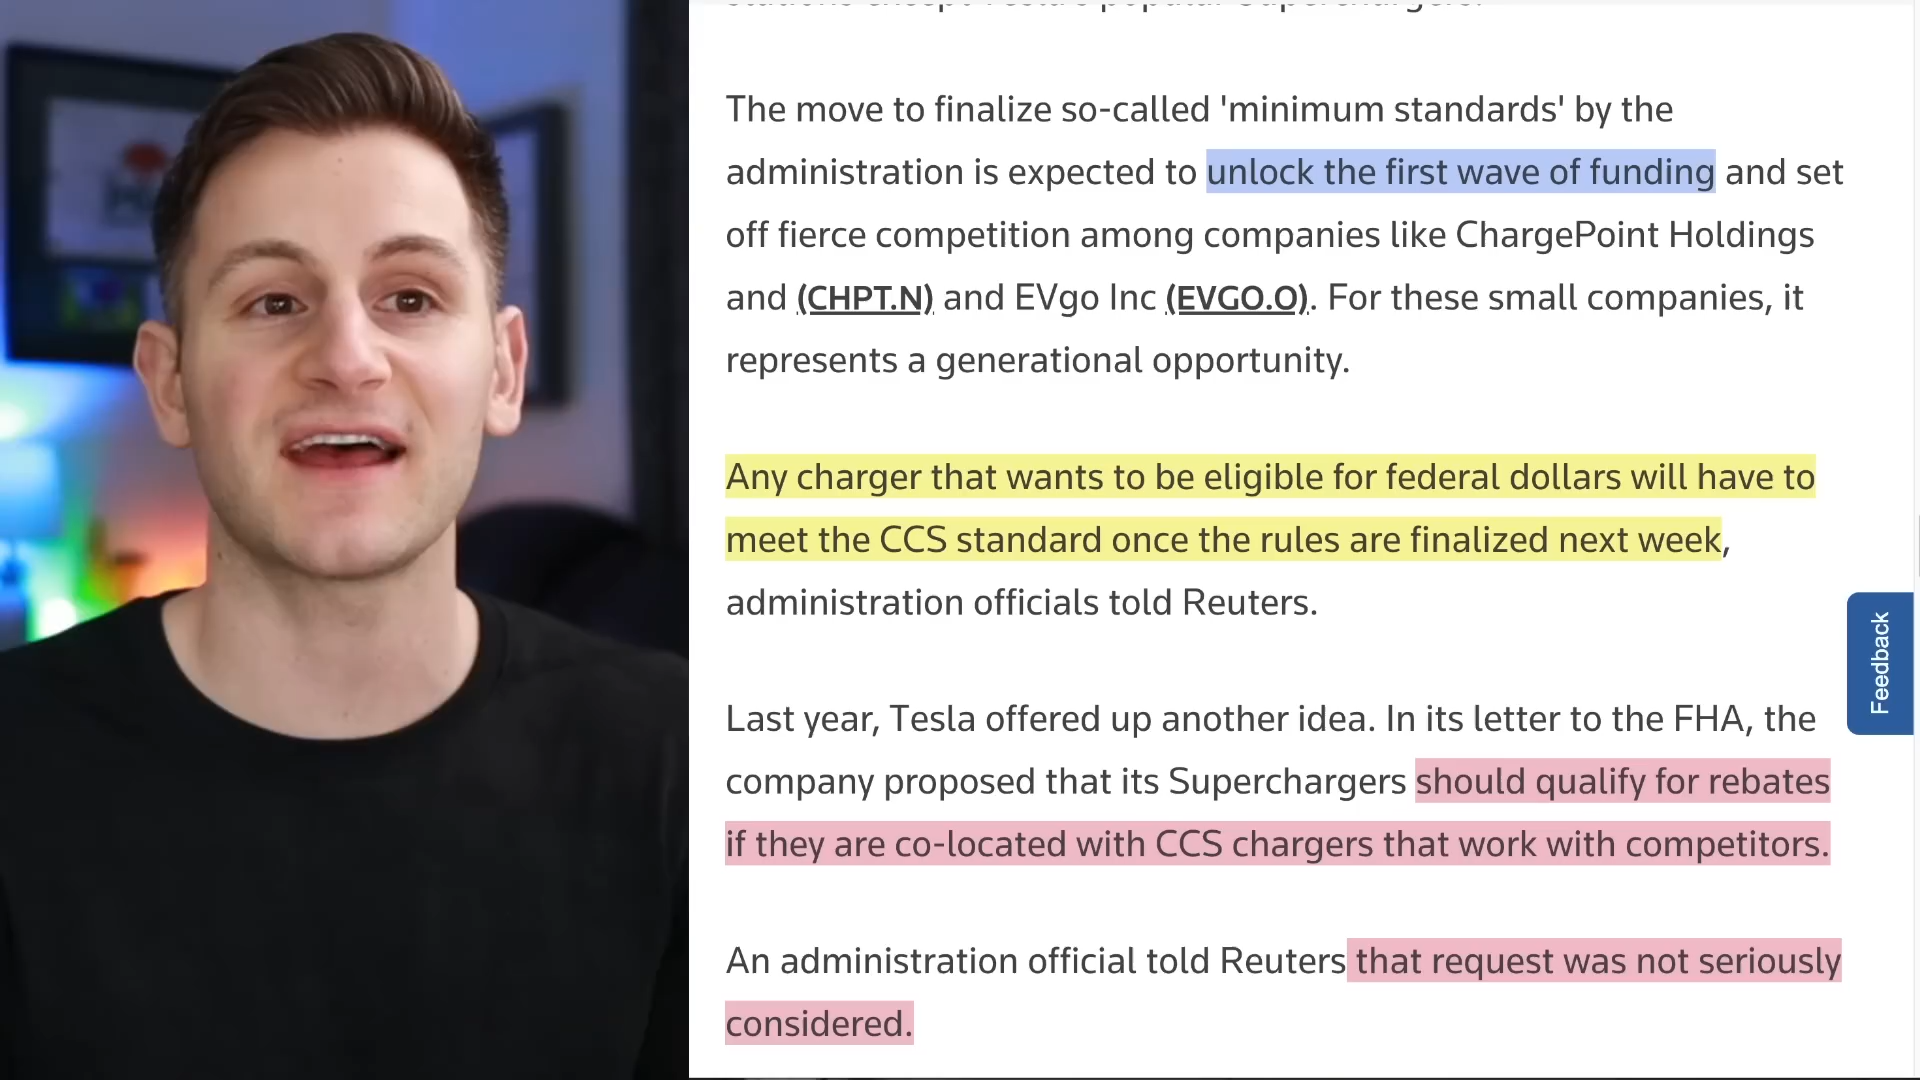 The move to finalize so-called 'minimum standards' by the
administration is expected to unlock the first wave of funding and set
off fierce competition among companies like ChargePoint Holdings
and (CHPT.N) and EVgo Inc (EVGO.O). For these small companies, it
represents a generational opportunity.
Any charger that wants to be eligible for federal dollars will have to
meet the CCS standard once the rules are finalized next week,
administration officials told Reuters.
Feedback
Last year, Tesla offered up another idea. In its letter to the FHA, the
company proposed that its Superchargers should qualify for rebates
if they are co-located with CCS chargers that work with competitors.
An administration official told Reuters that request was not seriously
considered.